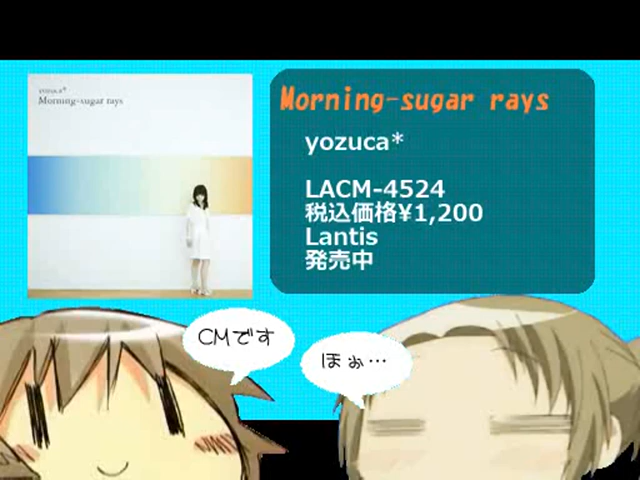 yozuca*
Morning-sugar rays
Morning-sugar rays
yozuca*
LACM-4524
税込価格¥1,200
Lantis
発売中
CMです
ほぉ…